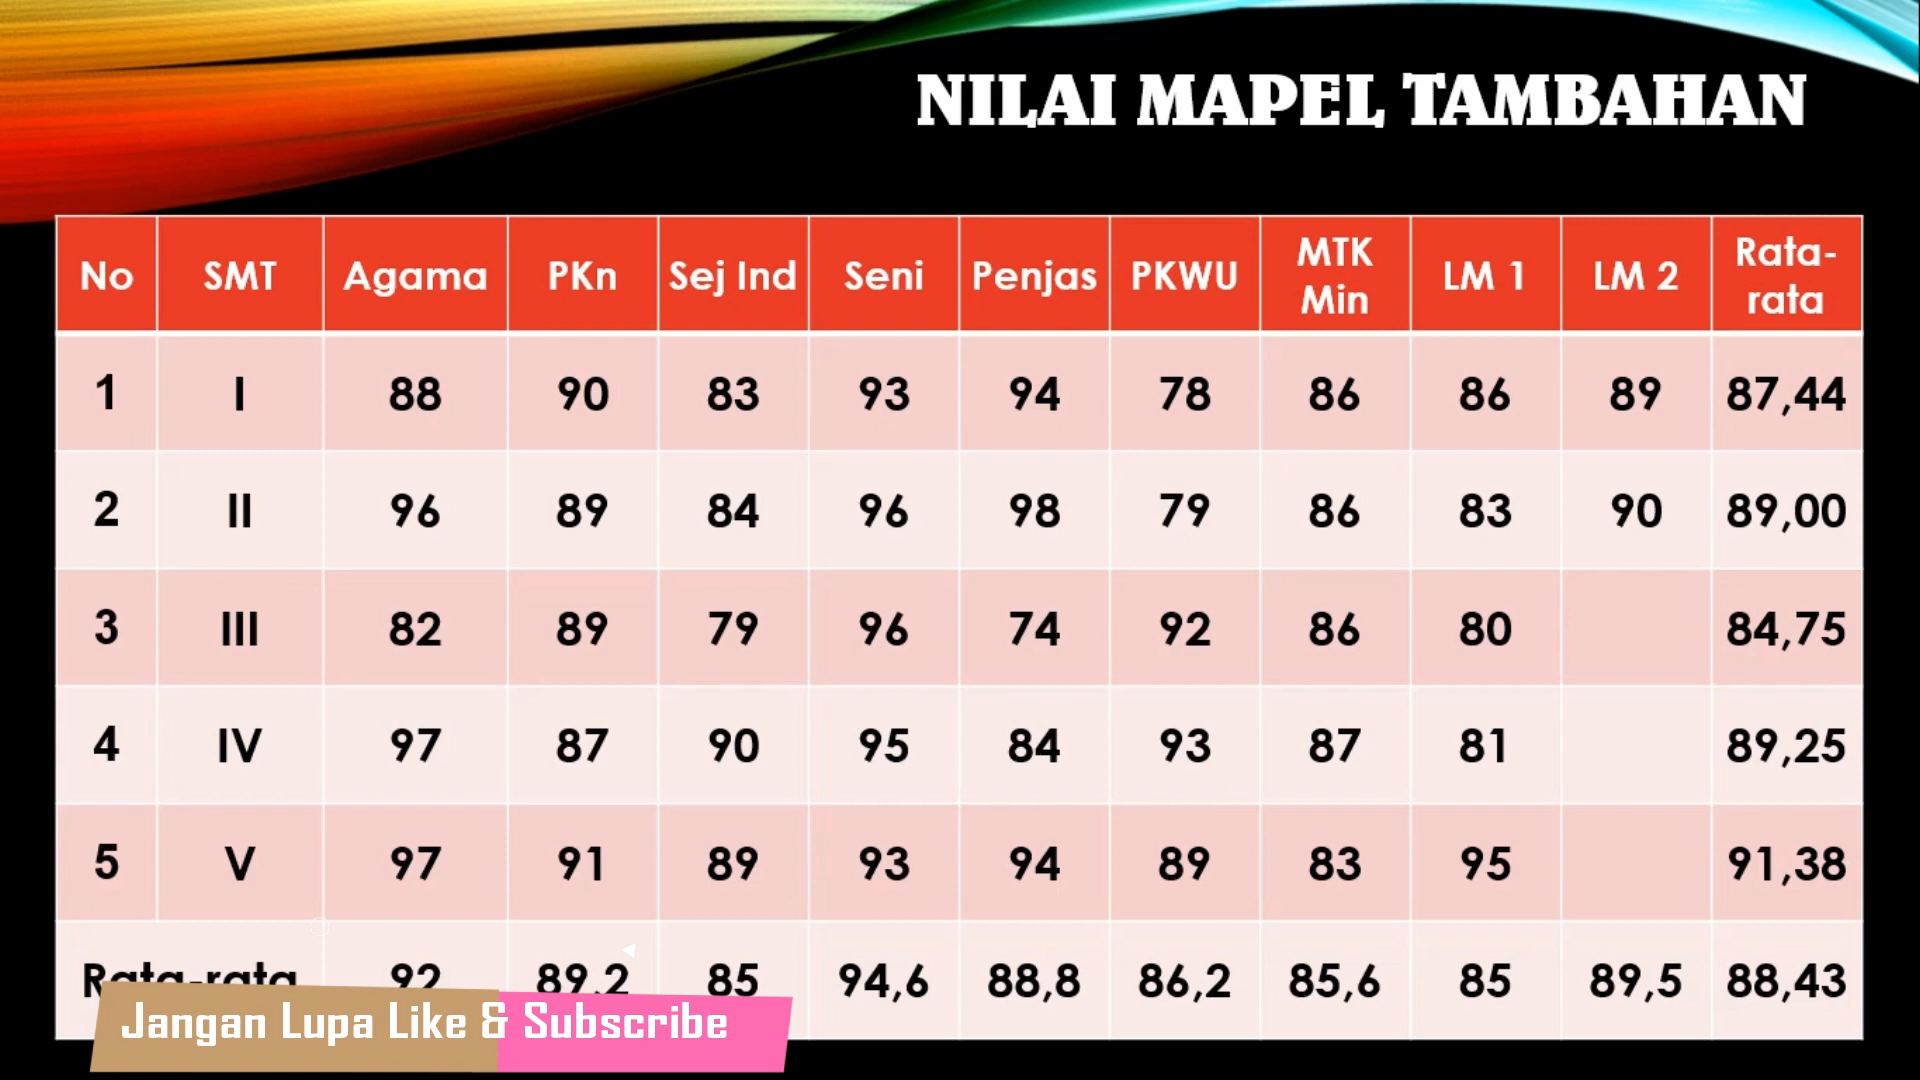 NILAI MAPEL TAMBAHAN
No SMT Agama PKn Sej Ind Seni Penjas PKWU MTK Min LM 1 LM 2 Rata-rata
1 I 88 90 83 93 94 78 86 86 89 87,44
2 II 96 89 84 96 98 79 86 83 90 89,00
3 III 82 89 79 96 74 92 86 80 84,75
4 IV 97 87 90 95 84 93 87 81 89,25
5 V 97 91 89 93 94 89 83 95 91,38
Rata-rata 92 89,2 85 94,6 88,8 86,2 85,6 85 89,5 88,43
Jangan Lupa Like & Subscribe